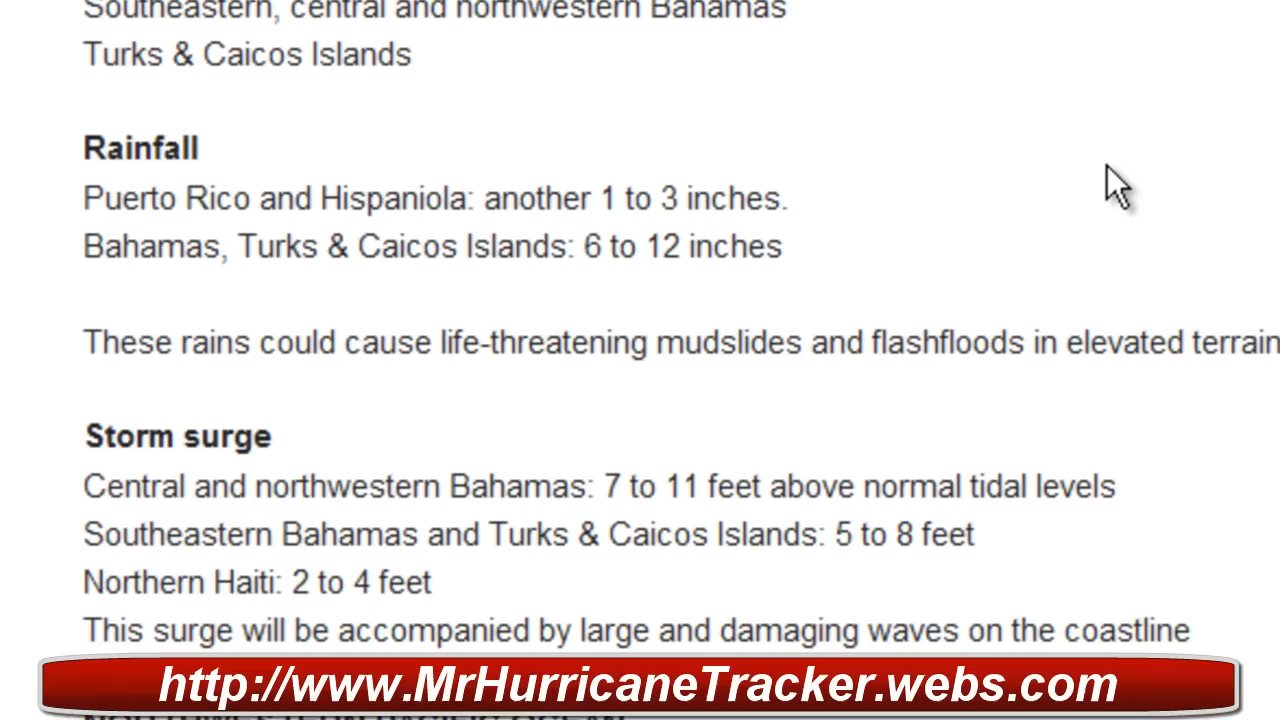 Southeastern, central and northwestern Bahamas
Turks & Caicos Islands
Rainfall
Puerto Rico and Hispaniola: another 1 to 3 inches.
Bahamas, Turks & Caicos Islands: 6 to 12 inches
These rains could cause life-threatening mudslides and flashfloods in elevated terrain
Storm surge
Central and northwestern Bahamas: 7 to 11 feet above normal tidal levels
Southeastern Bahamas and Turks & Caicos Islands: 5 to 8 feet
Northern Haiti: 2 to 4 feet
This surge will be accompanied by large and damaging waves on the coastline
http://www.MrHurricaneTracker.webs.com